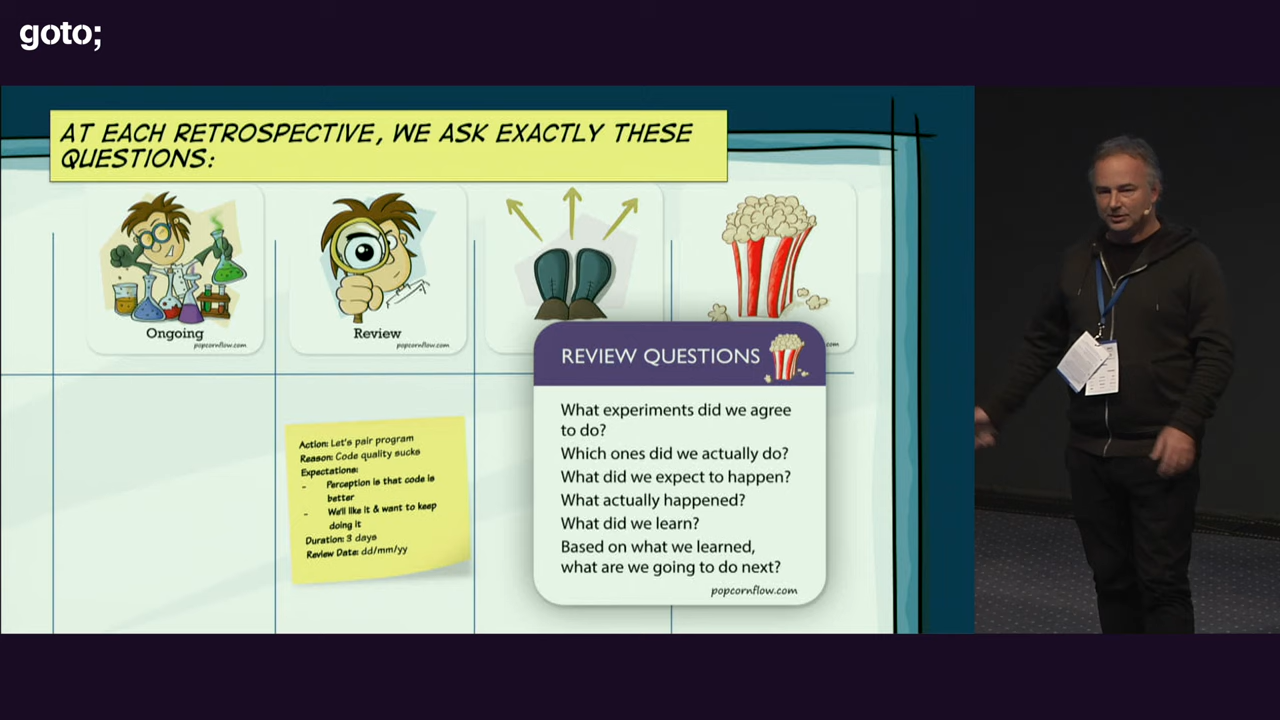 goto;
AT EACH RETROSPECTIVE, WE ASK EXACTLY THESE
QUESTIONS:
Ongoing
popcornflow.com
Review
popcornflow.com
.com
Action: Let's pair program
Reason: Code quality sucks
Expectations:
- Perception is that code is
better
- We'll like it & want to keep
doing it
Duration: 3 days
Review Date: dd/mm/yy
REVIEW QUESTIONS
What experiments did we agree
to do?
Which ones did we actually do?
What did we expect to happen?
What actually happened?
What did we learn?
Based on what we learned,
what are we going to do next?
popcornflow.com